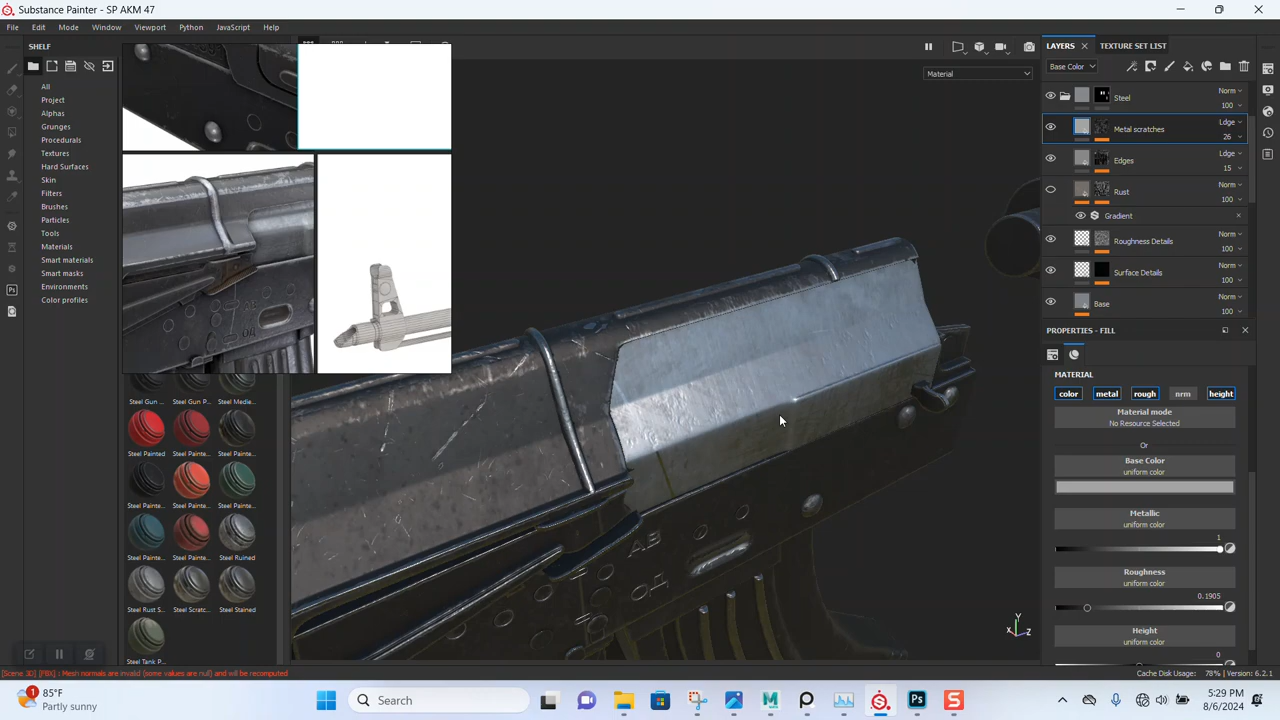 Substance Painter - SP AKM 47
File Edit Mode Window Viewport Python JavaScript Help
SHELF
All
Project
Alphas
Grunges
Procedurals
Textures
Hard Surfaces
Skin
Filters
Brushes
Particles
Tools
Materials
Smart materials
Smart masks
Environments
Color profiles
Steel Gun ... Steel Gun P... Steel Medie...
Steel Painted Steel Painte... Steel Painte...
Steel Painte... Steel Painte... Steel Painte...
Steel Painte... Steel Painte... Steel Ruined
Steel Rust S... Steel Scratc... Steel Stained
Steel Tank P...
Material
LAYERS TEXTURE SET LIST
Base Color
Steel Norm 100
Metal scratches Ldge 26
Edges Ldge 15
Rust Norm 100
Gradient
Roughness Details Norm 100
Surface Details Norm 100
Base Norm 100
PROPERTIES - FILL
MATERIAL
color metal rough nrm height
Material mode
No Resource Selected
Or
Base Color
uniform color
Metallic
uniform color
1
Roughness
uniform color
0.1905
Height
uniform color
0
АВ
ОД
Y
X Z
[Scene 3D] [FBX] : Mesh normals are invalid (some values are null) and will be recomputed
Cache Disk Usage: 78% | Version: 6.2.1
1
85°F
Partly sunny
Search
5:29 PM
8/6/2024